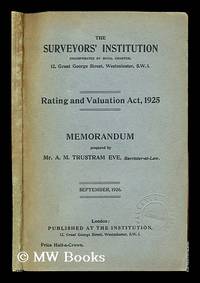 THE
SURVEYORS' INSTITUTION
(INCORPORATED BY ROYAL CHARTER),
12, Great George Street, Westminster, S.W.1.
Rating and Valuation Act, 1925
MEMORANDUM
prepared by
Mr. A. M. TRUSTRAM EVE, Barrister-at-Law.
SEPTEMBER, 1926.
London:
PUBLISHED AT THE INSTITUTION,
12, Great George Street, Westminster, S.W.1.
Price Half-a-Crown.
© MW Books